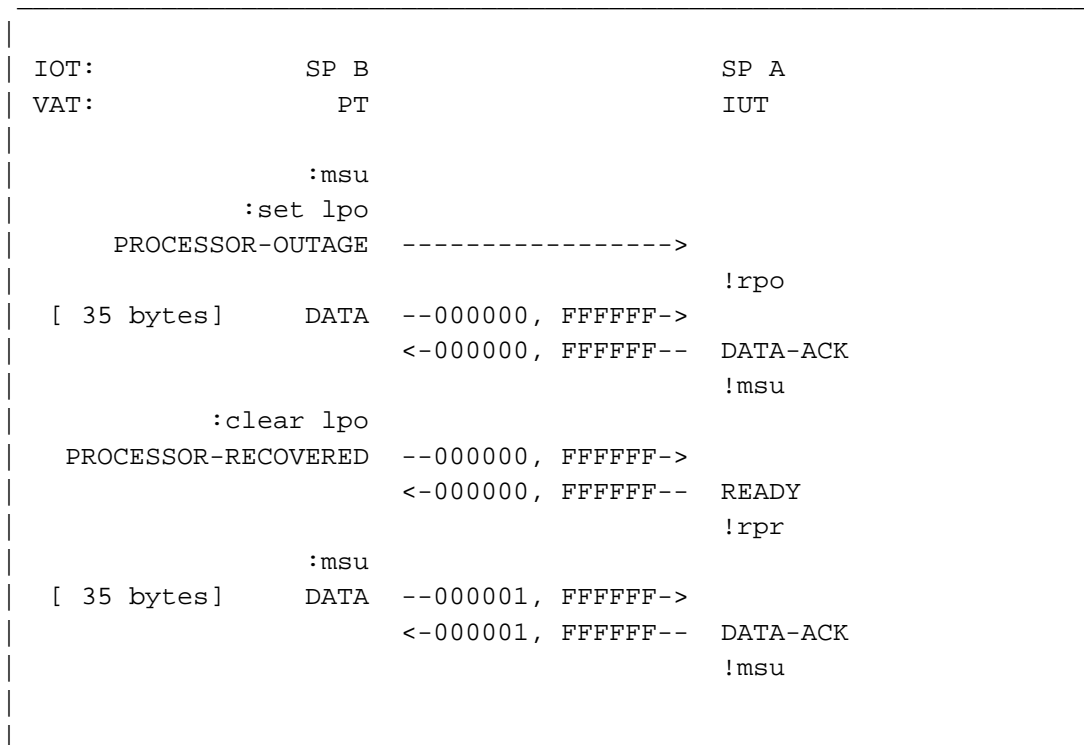 IOT: SP B SP A
VAT: PT IUT
:msu
:set lpo
PROCESSOR-OUTAGE ----------------->
!rpo
[ 35 bytes] DATA --000000, FFFFFF->
<-000000, FFFFFF-- DATA-ACK
!msu
:clear lpo
PROCESSOR-RECOVERED --000000, FFFFFF->
<-000000, FFFFFF-- READY
!rpr
:msu
[ 35 bytes] DATA --000001, FFFFFF->
<-000001, FFFFFF-- DATA-ACK
!msu